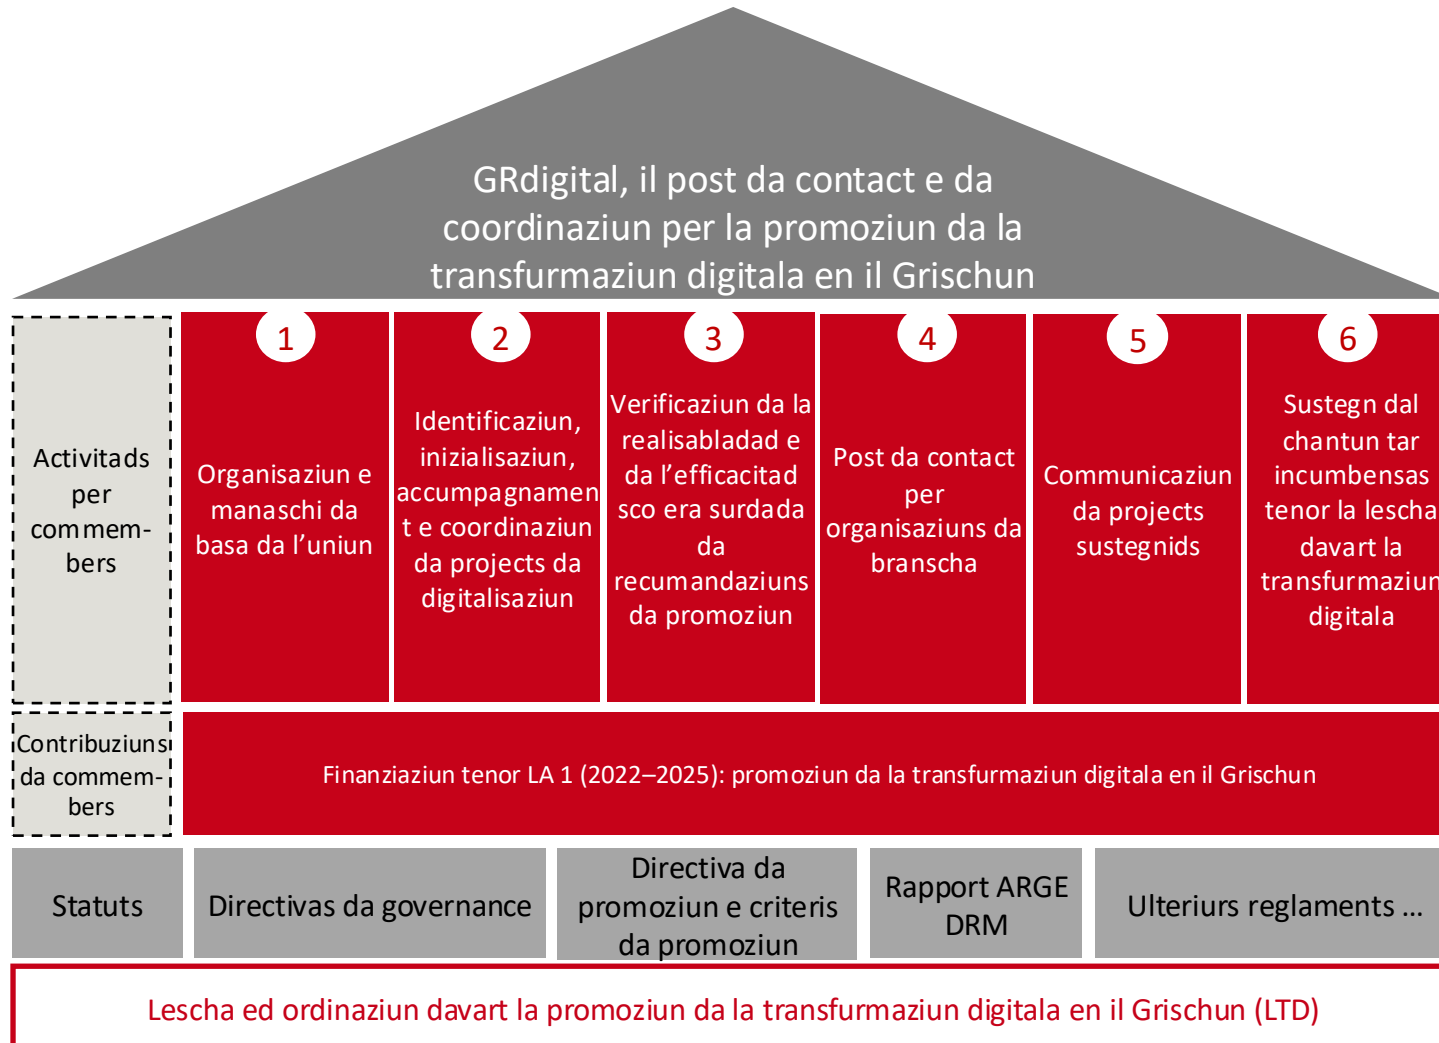 GRdigital, il post da contact e da
coordinaziun per la promoziun da la
transfurmaziun digitala en il Grischun
Activitads
per
commem-
bers
1
Organisaziun e
manaschi da
basa da l’uniun
2
Identificaziun,
inizialisaziun,
accumpagnamen
t e coordinaziun
da projects da
digitalisaziun
3
Verificaziun da la
realisabladad e
da l’efficacitad
sco era surdada
da
recumandaziuns
da promoziun
4
Post da contact
per
organisaziuns da
branscha
5
Communicaziun
da projects
sustegnids
6
Sustegn dal
chantun tar
incumbensas
tenor la lescha
davart la
transfurmaziun
digitala
Contribuziuns
da commem-
bers
Finanziaziun tenor LA 1 (2022–2025): promoziun da la transfurmaziun digitala en il Grischun
Statuts
Directivas da governance
Directiva da
promoziun e criteris
da promoziun
Rapport ARGE
DRM
Ulteriurs reglaments ...
Lescha ed ordinaziun davart la promoziun da la transfurmaziun digitala en il Grischun (LTD)